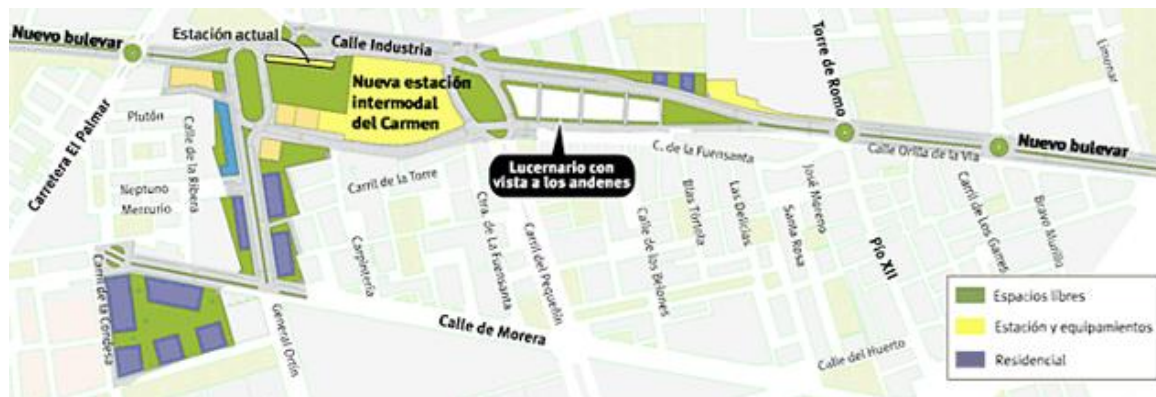 Nuevo bulevar
Estación actual
Calle Industria
Nueva estación
intermodal
del Carmen
Torre de Romo
Limonar
Carretera El Palmar
Plutón
Calle de la Ribera
Neptuno
Mercurio
Carril de la Torre
Lucernario con
vista a los andenes
C. de la Fuensanta
Calle Orilla de la Vía
Nuevo bulevar
Carril de la Condesa
General Ortín
Carpintería
Ctra. de La Fuensanta
Carril del Pequeñín
Calle de los Belones
Blas Tórtola
Las Delicias
Santa Rosa
José Moreno
Pío XII
Carril de Los Garres
Bravo Murillo
Calle de Morera
Calle del Huerto
Espacios libres
Estación y equipamientos
Residencial